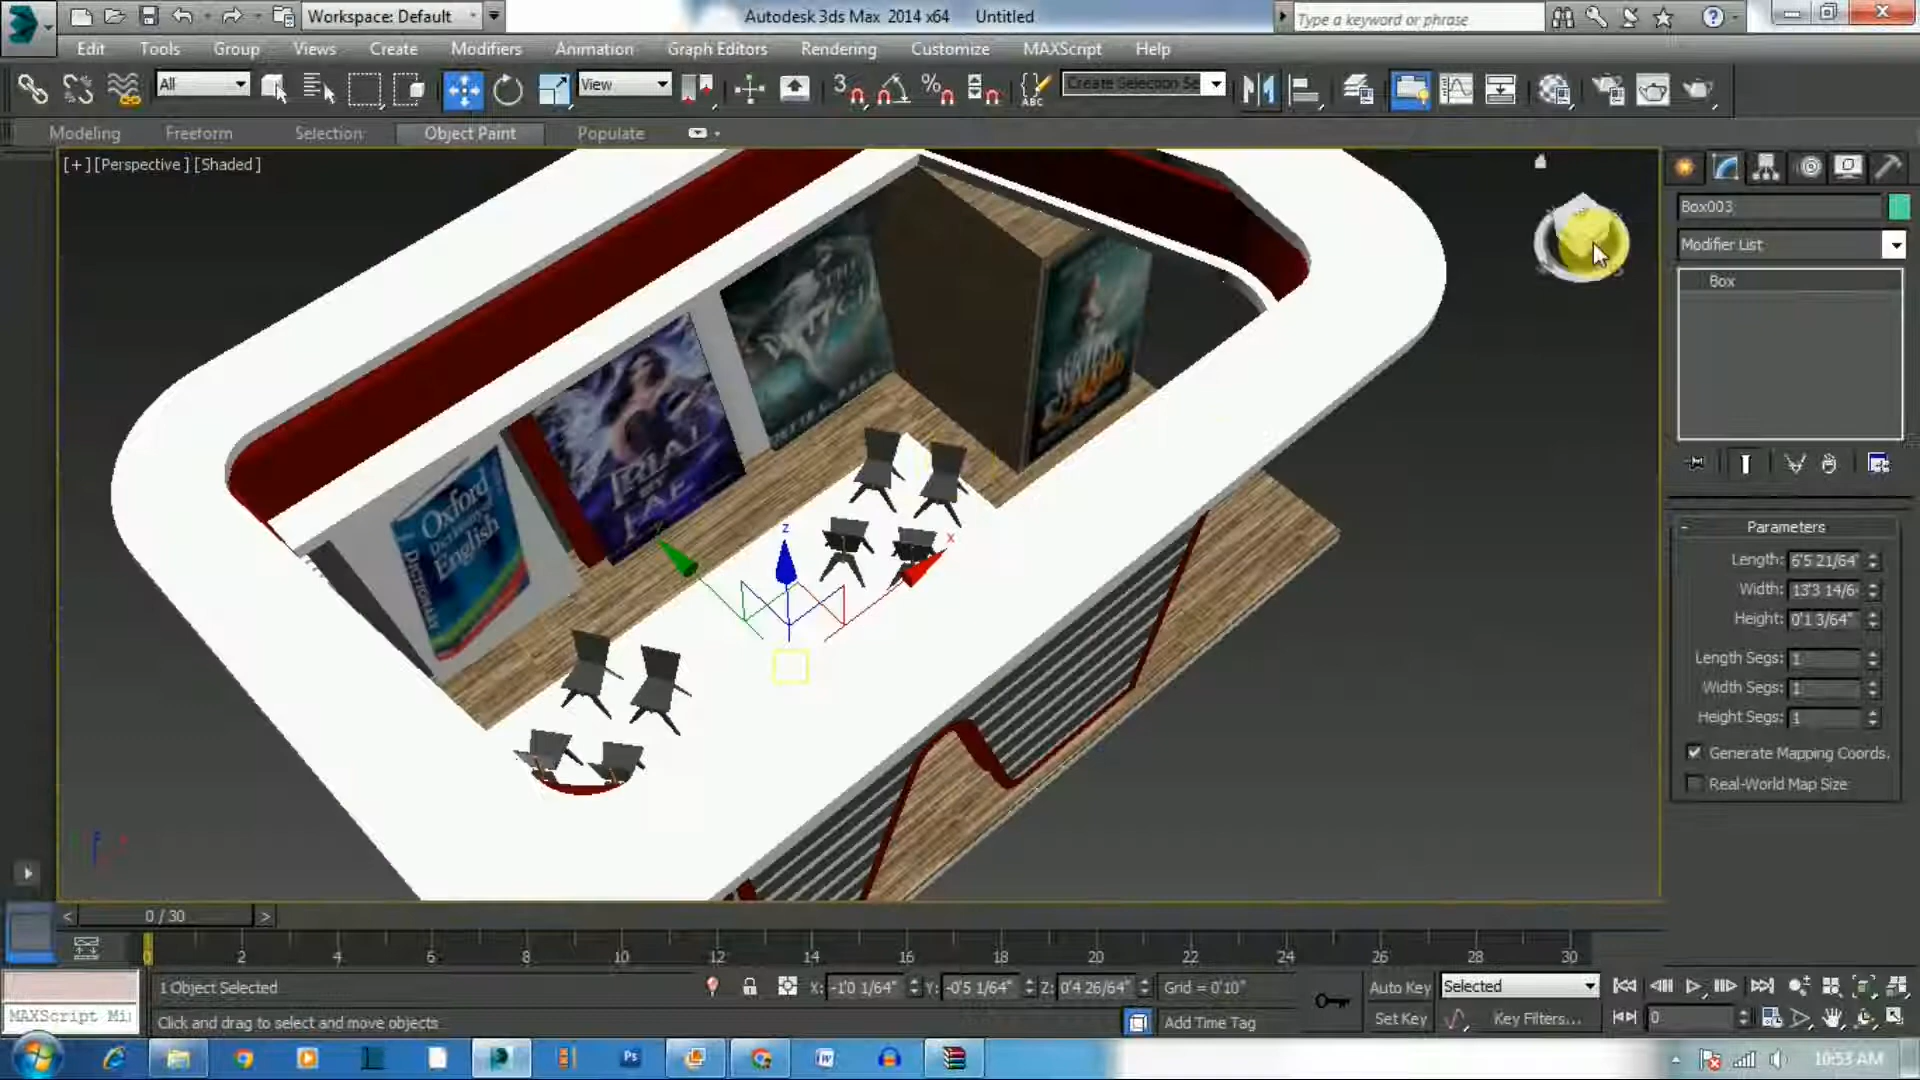 Workspace: Default
Autodesk 3ds Max 2014 x64 Untitled
Type a keyword or phrase
Edit Tools Group Views Create Modifiers Animation Graph Editors Rendering Customize MAXScript Help
All
View
3
%
ABC
Create Selection Se
Modeling Freeform Selection Object Paint Populate
[+][Perspective][Shaded]
Box003
Modifier List
Box
Oxford
Dictionary
English
TRIAL
BY
z
x
Parameters
Length: 6'5 21/64"
Width: 13'3 14/6
Height: 0'1 3/64"
Length Segs: 1
Width Segs: 1
Height Segs: 1
Generate Mapping Coords.
Real-World Map Size
< 0 / 30 >
2 4 6 8 10 12 14 16 18 20 22 24 26 28 30
1 Object Selected
X: -1'0 1/64" Y: -0'5 1/64" Z: 0'4 26/64" Grid = 0'10"
Auto Key Selected
MAXScript Mi
Click and drag to select and move objects
Add Time Tag
Set Key Key Filters...
0
Ps
10:53 AM